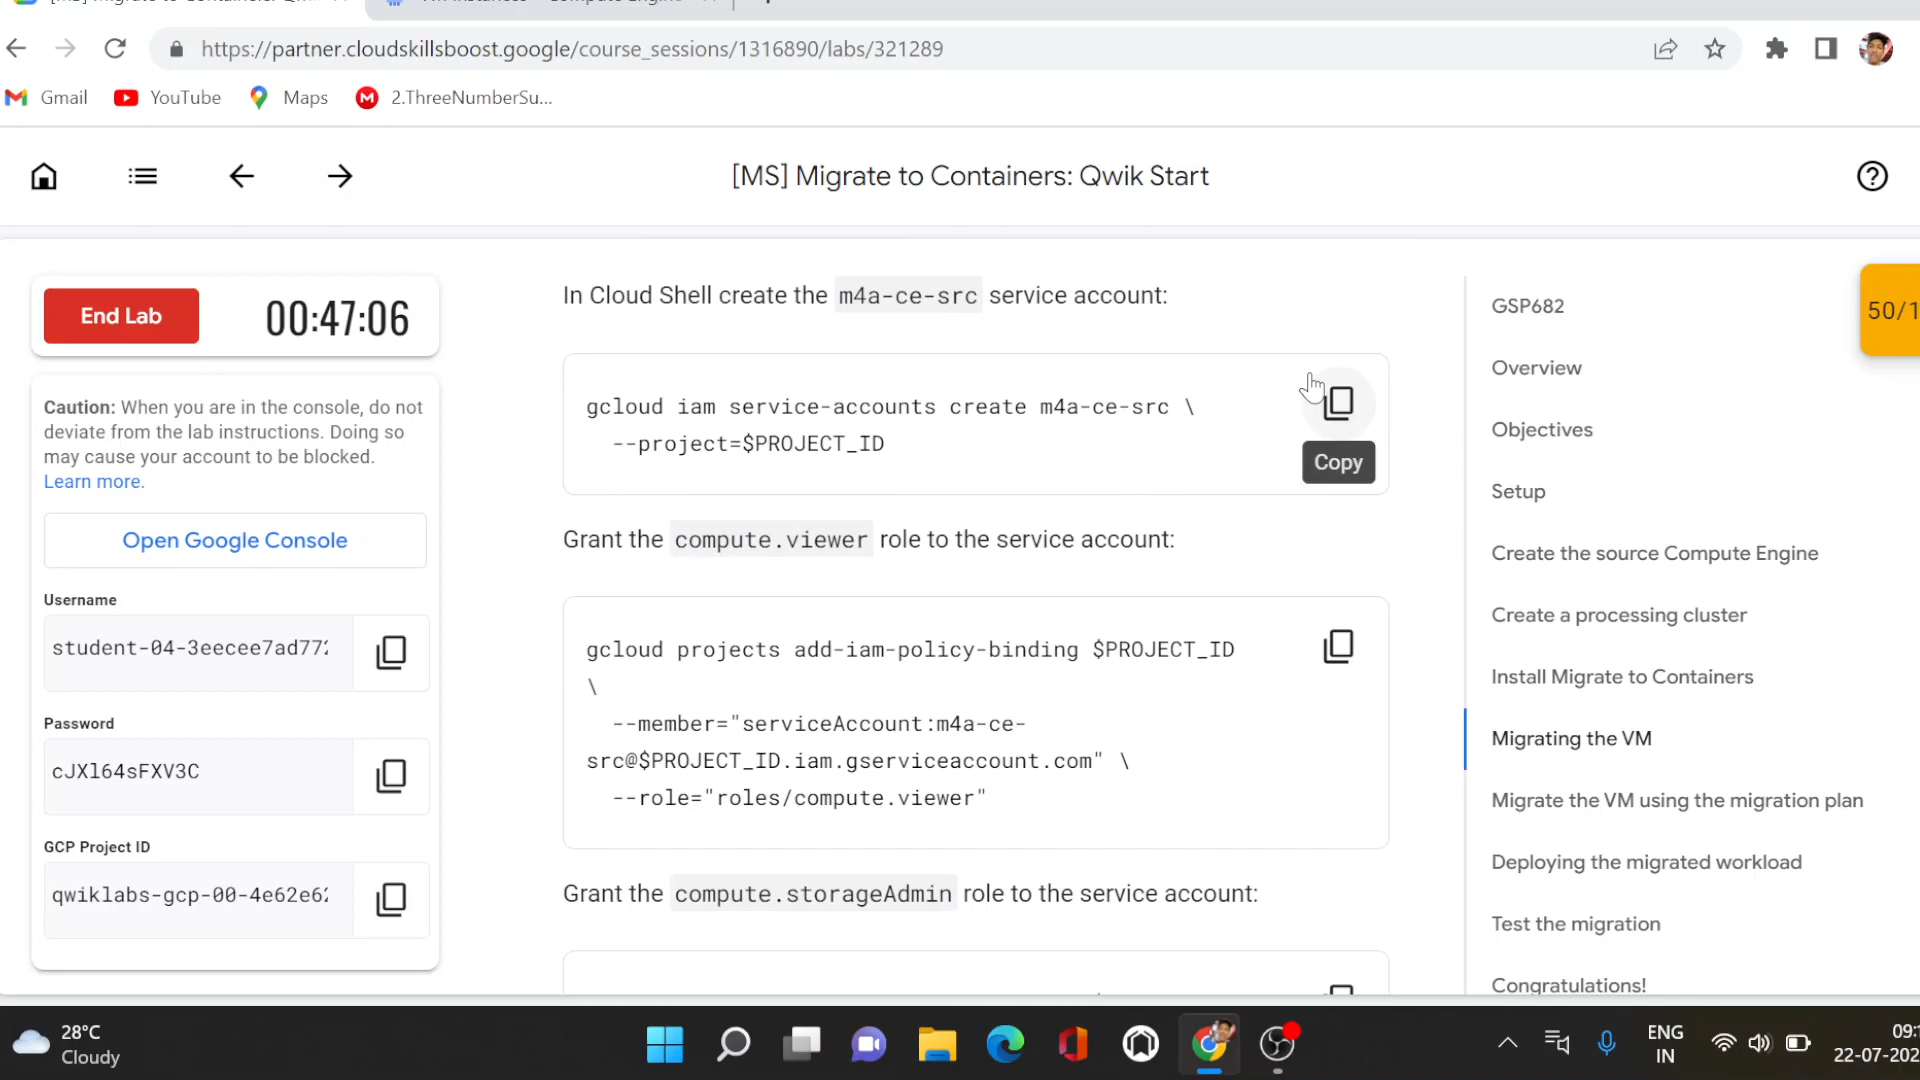 https://partner.cloudskillsboost.google/course_sessions/1316890/labs/321289
Gmail
YouTube
Maps
2.ThreeNumberSu...
[MS] Migrate to Containers: Qwik Start
End Lab
00:47:06
Caution: When you are in the console, do not
deviate from the lab instructions. Doing so
may cause your account to be blocked.
Learn more.
Open Google Console
Username
student-04-3eecee7ad772
Password
cJXl64sFXV3C
GCP Project ID
qwiklabs-gcp-00-4e62e62
In Cloud Shell create the m4a-ce-src service account:
gcloud iam service-accounts create m4a-ce-src \
--project=$PROJECT_ID
Copy
Grant the compute.viewer role to the service account:
gcloud projects add-iam-policy-binding $PROJECT_ID
\
--member="serviceAccount:m4a-ce-
src@$PROJECT_ID.iam.gserviceaccount.com" \
--role="roles/compute.viewer"
Grant the compute.storageAdmin role to the service account:
GSP682
Overview
Objectives
Setup
Create the source Compute Engine
Create a processing cluster
Install Migrate to Containers
Migrating the VM
Migrate the VM using the migration plan
Deploying the migrated workload
Test the migration
Congratulations!
50/1
28°C
Cloudy
ENG
IN
09:
22-07-202